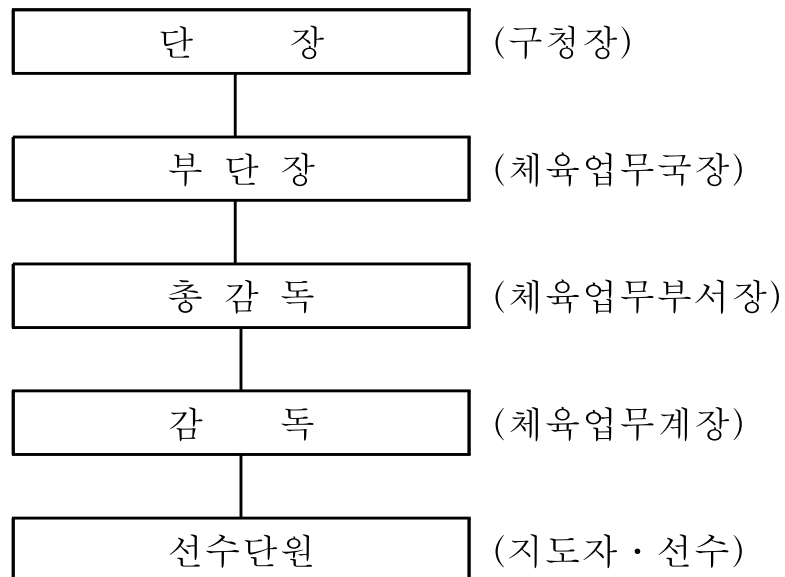 단 장 (구청장)
부 단 장 (체육업무국장)
총 감 독 (체육업무부서장)
감 독 (체육업무계장)
선수단원 (지도자・선수)